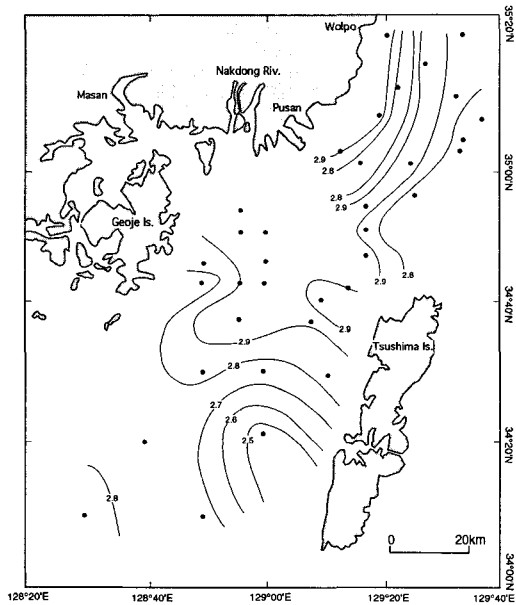 Wolpo
35°20'N
Nakdong Riv.
Masan
Pusan
2.9
2.8
35°00'N
2.8
2.9
Geoje Is.
2.8
2.9
34°40'N
2.9
2.9
Tsushima Is.
2.8
2.7
2.6
2.5
34°20'N
2.8
0 20km
34°00'N
128°20'E 128°40'E 129°00'E 129°20'E 129°40'E